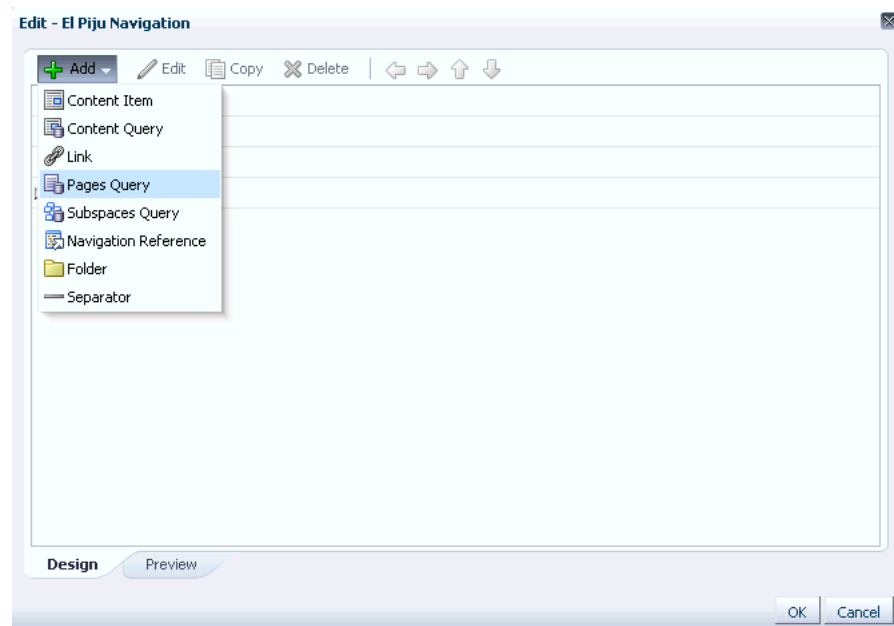 Edit - El Piju Navigation
Add Edit Copy Delete
Content Item
Content Query
Link
Pages Query
Subspaces Query
Navigation Reference
Folder
Separator
Design Preview
OK Cancel